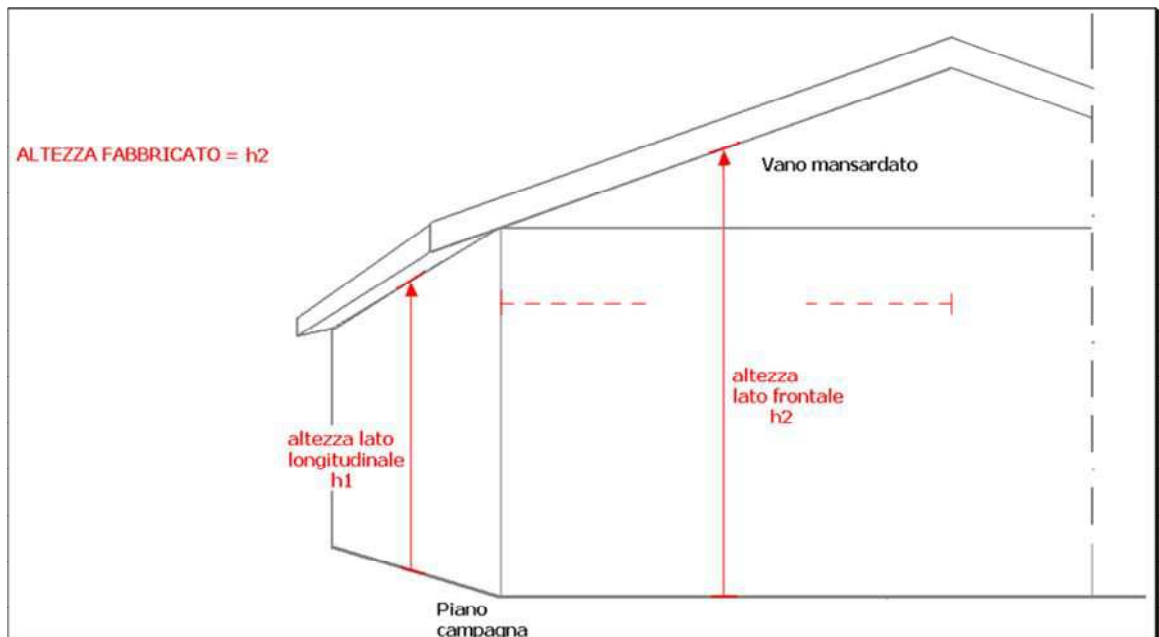 ALTEZZA FABBRICATO = h2
Vano mansardato
altezza
lato frontale
h2
altezza lato
longitudinale
h1
Piano
campagna